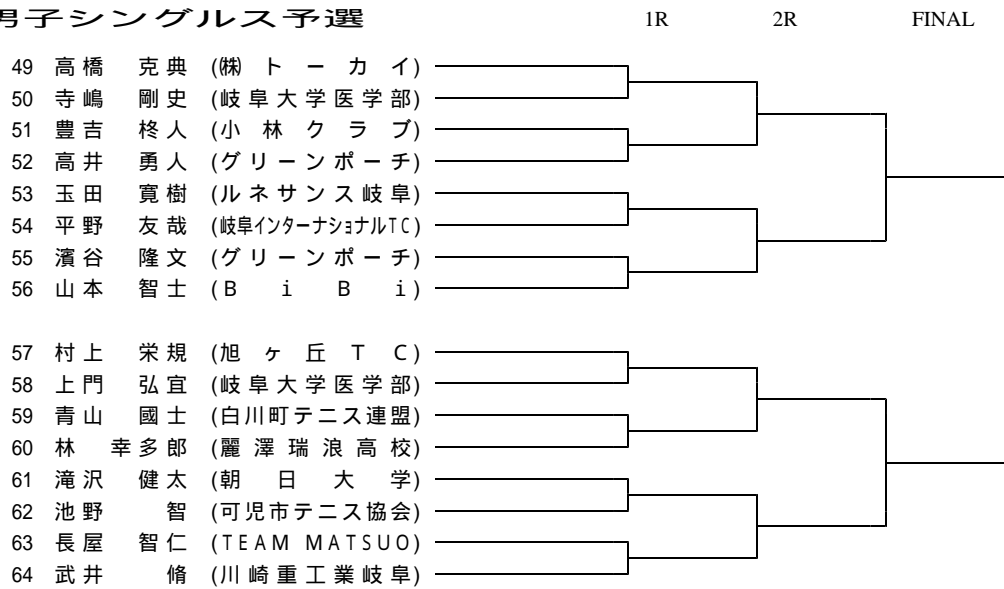 男子シングルス予選 1R 2R FINAL
49 高橋 克典 (㈱トーカイ)
50 寺嶋 剛史 (岐阜大学医学部)
51 豊吉 柊人 (小林クラブ)
52 高井 勇人 (グリーンポーチ)
53 玉田 寛樹 (ルネサンス岐阜)
54 平野 友哉 (岐阜インターナショナルTC)
55 濱谷 隆文 (グリーンポーチ)
56 山本 智士 (BiBi)
57 村上 栄規 (旭ヶ丘TC)
58 上門 弘宜 (岐阜大学医学部)
59 青山 國士 (白川町テニス連盟)
60 林 幸多郎 (麗澤瑞浪高校)
61 滝沢 健太 (朝日大学)
62 池野 智 (可児市テニス協会)
63 長屋 智仁 (TEAM MATSUO)
64 武井 脩 (川崎重工業岐阜)